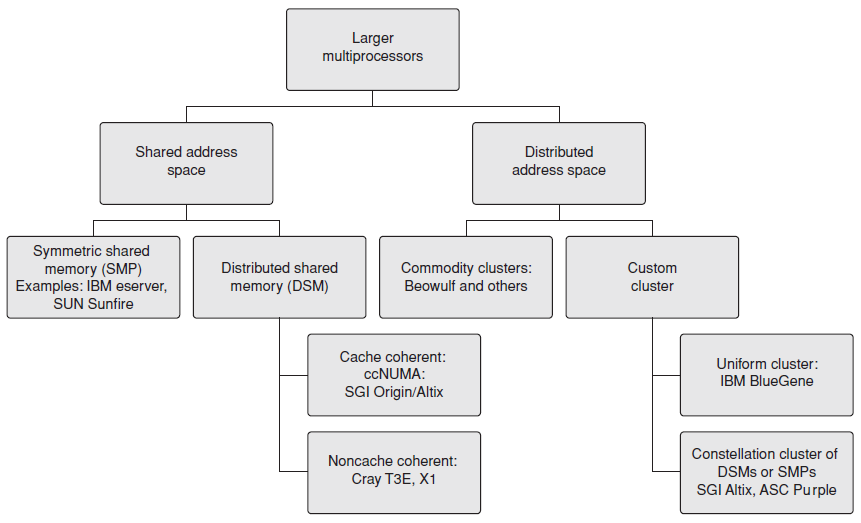 Larger
multiprocessors
Shared address
space
Distributed
address space
Symmetric shared
memory (SMP)
Examples: IBM eserver,
SUN Sunfire
Distributed shared
memory (DSM)
Commodity clusters:
Beowulf and others
Custom
cluster
Cache coherent:
ccNUMA:
SGI Origin/Altix
Noncache coherent:
Cray T3E, X1
Uniform cluster:
IBM BlueGene
Constellation cluster of
DSMs or SMPs
SGI Altix, ASC Purple